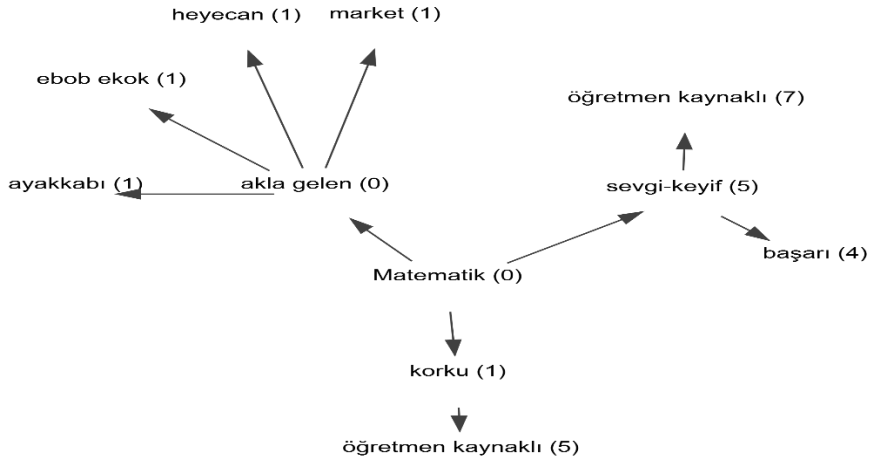 heyecan (1)
market (1)
ebob ekok (1)
öğretmen kaynaklı (7)
ayakkabı (1)
akla gelen (0)
sevgi-keyif (5)
başarı (4)
Matematik (0)
korku (1)
öğretmen kaynaklı (5)